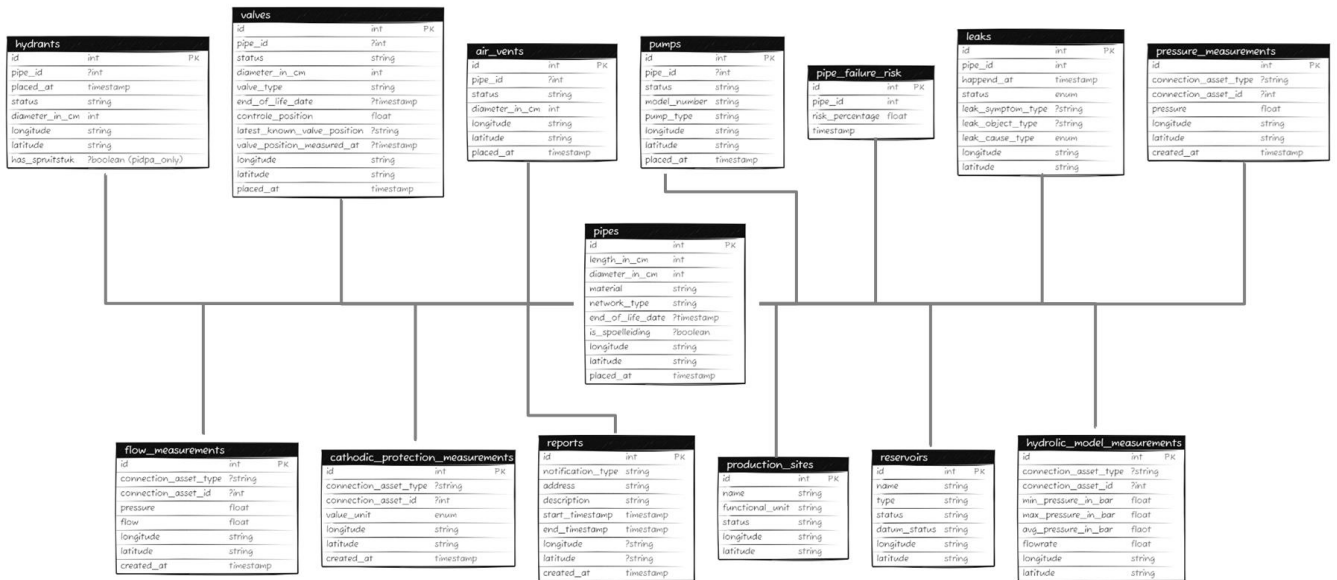 hydrants
id int PK
pipe_id ?int
placed_at timestamp
status string
diameter_in_cm int
longitude string
latitude string
has_spruitstuk ?boolean (pidpa_only)
valves
id int PK
pipe_id ?int
status string
diameter_in_cm int
valve_type string
end_of_life_date ?timestamp
controle_position float
latest_known_valve_position ?string
valve_position_measured_at ?timestamp
longitude string
latitude string
placed_at timestamp
air_vents
id int PK
pipe_id ?int
status string
diameter_in_cm int
longitude string
latitude string
placed_at timestamp
pumps
id int PK
pipe_id ?int
status string
model_number string
pump_type string
longitude string
latitude string
placed_at timestamp
pipe_failure_risk
id int PK
pipe_id int
risk_percentage float
timestamp
leaks
id int PK
pipe_id int
happend_at timestamp
status enum
leak_symptom_type ?string
leak_object_type ?string
leak_cause_type enum
longitude string
latitude string
pressure_measurements
id int PK
connection_asset_type ?string
connection_asset_id ?int
pressure float
longitude string
latitude string
created_at timestamp
pipes
id int PK
length_in_cm int
diameter_in_cm int
material string
network_type string
end_of_life_date ?timestamp
is_spoelleiding ?boolean
longitude string
latitude string
placed_at timestamp
flow_measurements
id int PK
connection_asset_type ?string
connection_asset_id ?int
pressure float
flow float
longitude string
latitude string
created_at timestamp
cathodic_protection_measurements
id int PK
connection_asset_type ?string
connection_asset_id ?int
value_unit enum
longitude string
latitude string
created_at timestamp
reports
id int PK
notification_type string
address string
description string
start_timestamp timestamp
end_timestamp timestamp
longitude ?string
latitude ?string
created_at timestamp
production_sites
id int PK
name string
functional_unit string
status string
longitude string
latitude string
reservoirs
id int PK
name string
type string
status string
datum_status string
longitude string
latitude string
hydrolic_model_measurements
id int PK
connection_asset_type ?string
connection_asset_id ?int
min_pressure_in_bar float
max_pressure_in_bar float
avg_pressure_in_bar flaot
flowrate float
longitude string
latitude string